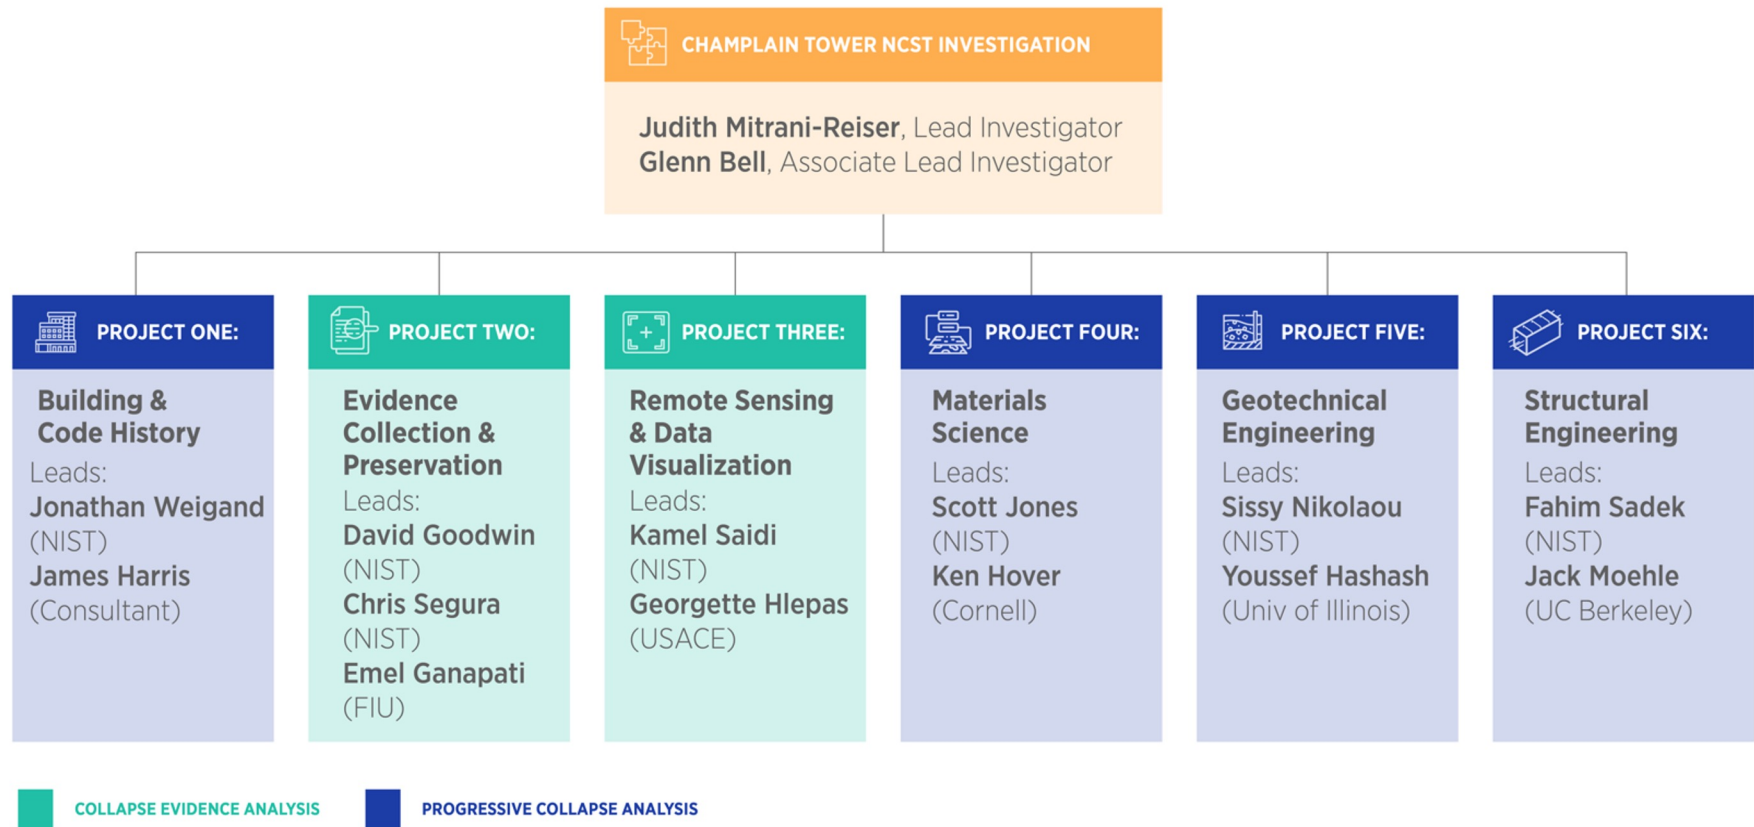 CHAMPLAIN TOWER NCST INVESTIGATION
Judith Mitrani-Reiser, Lead Investigator
Glenn Bell, Associate Lead Investigator
PROJECT ONE:
Building &
Code History
Leads:
Jonathan Weigand
(NIST)
James Harris
(Consultant)
PROJECT TWO:
Evidence
Collection &
Preservation
Leads:
David Goodwin
(NIST)
Chris Segura
(NIST)
Emel Ganapati
(FIU)
PROJECT THREE:
Remote Sensing
& Data
Visualization
Leads:
Kamel Saidi
(NIST)
Georgette Hlepas
(USACE)
PROJECT FOUR:
Materials
Science
Leads:
Scott Jones
(NIST)
Ken Hover
(Cornell)
PROJECT FIVE:
Geotechnical
Engineering
Leads:
Sissy Nikolaou
(NIST)
Youssef Hashash
(Univ of Illinois)
PROJECT SIX:
Structural
Engineering
Leads:
Fahim Sadek
(NIST)
Jack Moehle
(UC Berkeley)
COLLAPSE EVIDENCE ANALYSIS
PROGRESSIVE COLLAPSE ANALYSIS